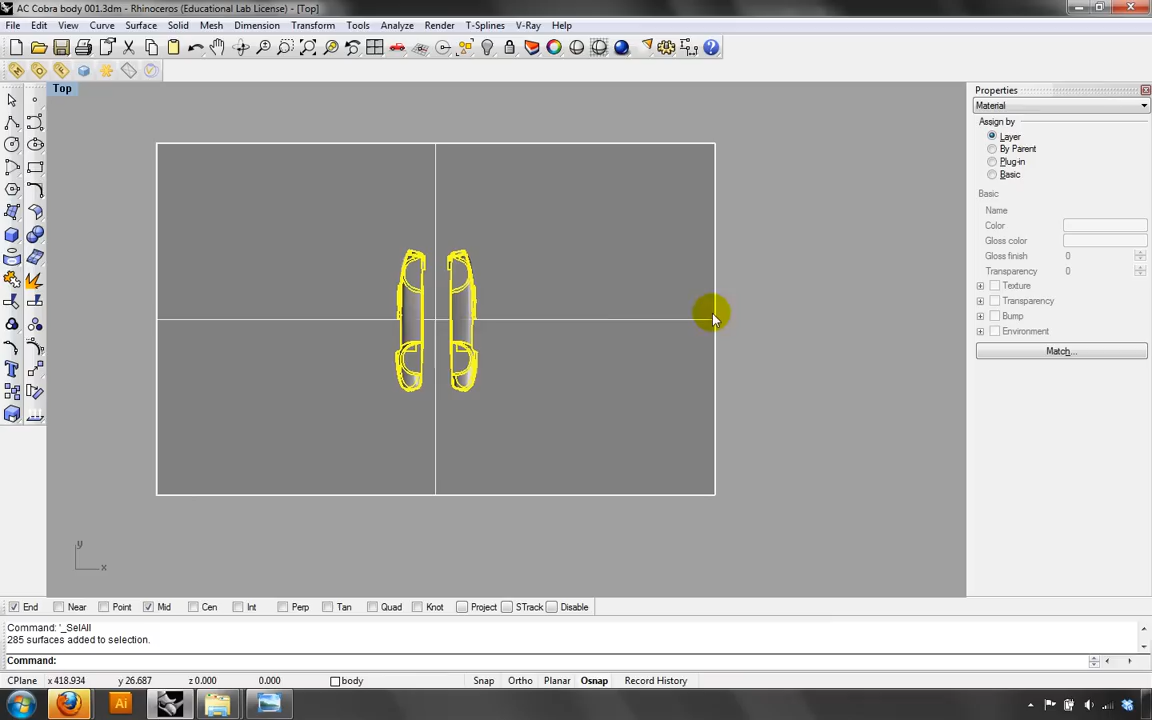 AC Cobra body 001.3dm - Rhinoceros (Educational Lab License) - [Top]
File Edit View Curve Surface Solid Mesh Dimension Transform Tools Analyze Render T-Splines V-Ray Help
Top
Properties
Material
Assign by
Layer
By Parent
Plug-in
Basic
Basic
Name
Color
Gloss color
Gloss finish 0
Transparency 0
Texture
Transparency
Bump
Environment
Match...
y
x
End Near Point Mid Cen Int Perp Tan Quad Knot Project STrack Disable
Command: '_SelAll
285 surfaces added to selection.
Command:
CPlane x 418.934 y 26.687 z 0.000 0.000 body Snap Ortho Planar Osnap Record History
Ai